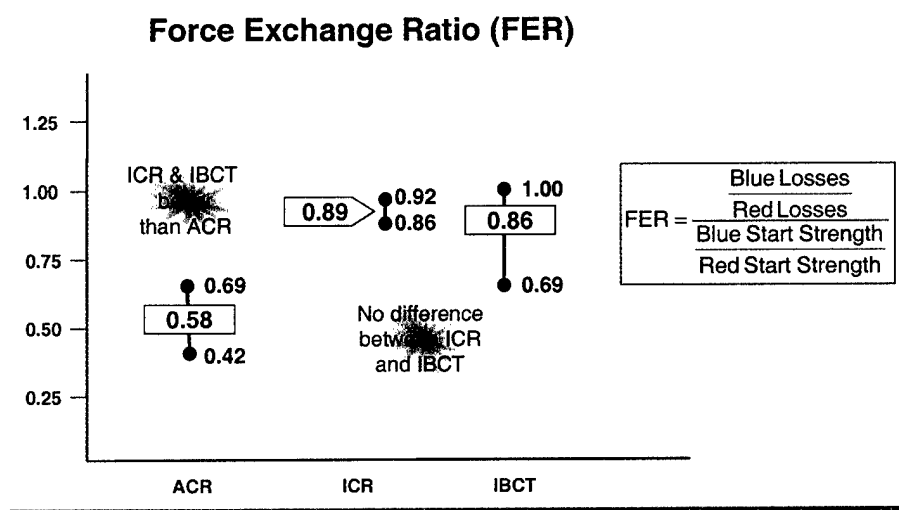 Force Exchange Ratio (FER)
1.25
1.00
0.75
0.50
0.25
ICR & IBCT
than ACR
0.69
0.58
0.42
0.89
0.92
0.86
1.00
0.86
0.69
No difference
ICR
and IBCT
FER =
Blue Losses
Red Losses
Blue Start Strength
Red Start Strength
ACR
ICR
IBCT